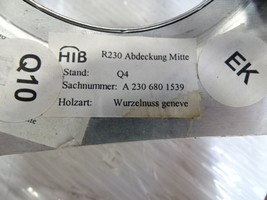 HIB
R230 Abdeckung Mitte
Stand: Q4
Sachnummer: A 230 680 1539
Holzart: Wurzelnuss geneve
Q10
EK